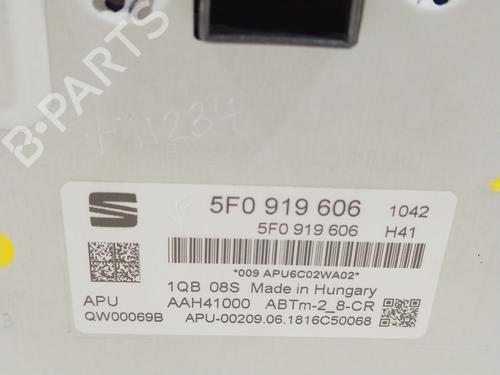 B-PARTS
VF11234
5F0 919 606 1042
5F0 919 606 H41
*009 APU6C02WA02*
1QB 08S Made in Hungary
APU AAH41000 ABTm-2_8-CR
QW00069B APU-00209.06.1816C50068